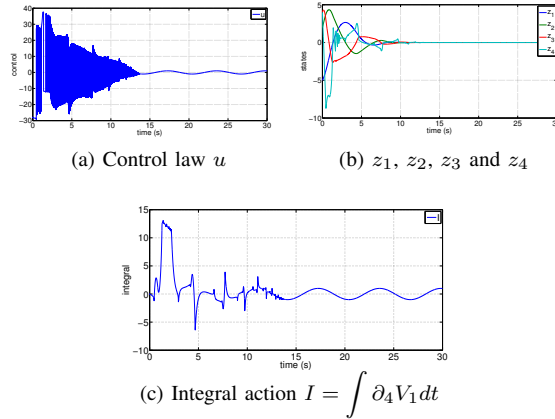 40
30
20
10
0
−10
−20
−30
control
0 5 10 15 20 25 30
time (s)
u
(a) Control law u
5
0
−5
−10
states
0 5 10 15 20 25 30
time (s)
z₁
z₂
z₃
z₄
(b) z₁, z₂, z₃ and z₄
15
10
5
0
−5
−10
integral
0 5 10 15 20 25 30
time (s)
I
(c) Integral action I = ∫ ∂₄V₁dt